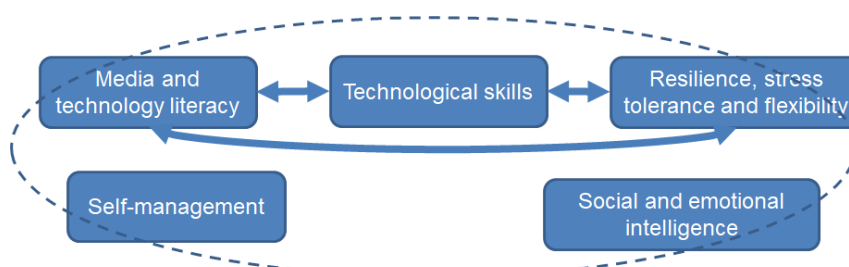 Media and
technology literacy
Technological skills
Resilience, stress
tolerance and flexibility
Self-management
Social and emotional
intelligence